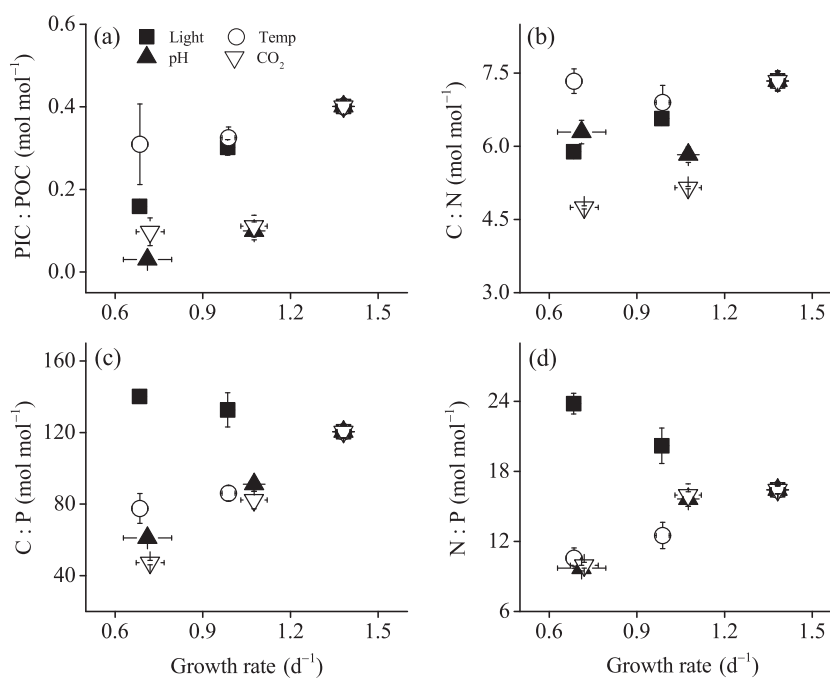 (a)
Light
Temp
pH
CO₂
PIC : POC (mol mol⁻¹)
0.6
0.4
0.2
0.0
0.6 0.9 1.2 1.5
(b)
C : N (mol mol⁻¹)
7.5
6.0
4.5
3.0
0.6 0.9 1.2 1.5
(c)
C : P (mol mol⁻¹)
160
120
80
40
0.6 0.9 1.2 1.5
Growth rate (d⁻¹)
(d)
N : P (mol mol⁻¹)
24
18
12
6
0.6 0.9 1.2 1.5
Growth rate (d⁻¹)